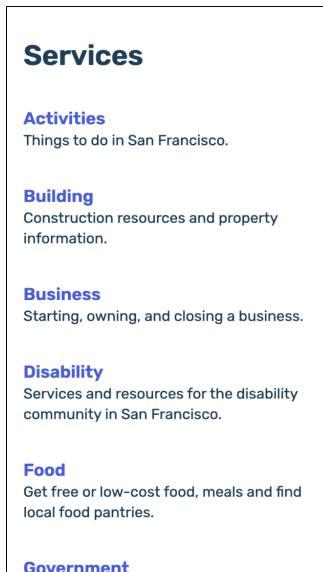 Services
Activities
Things to do in San Francisco.
Building
Construction resources and property
information.
Business
Starting, owning, and closing a business.
Disability
Services and resources for the disability
community in San Francisco.
Food
Get free or low-cost food, meals and find
local food pantries.
Government